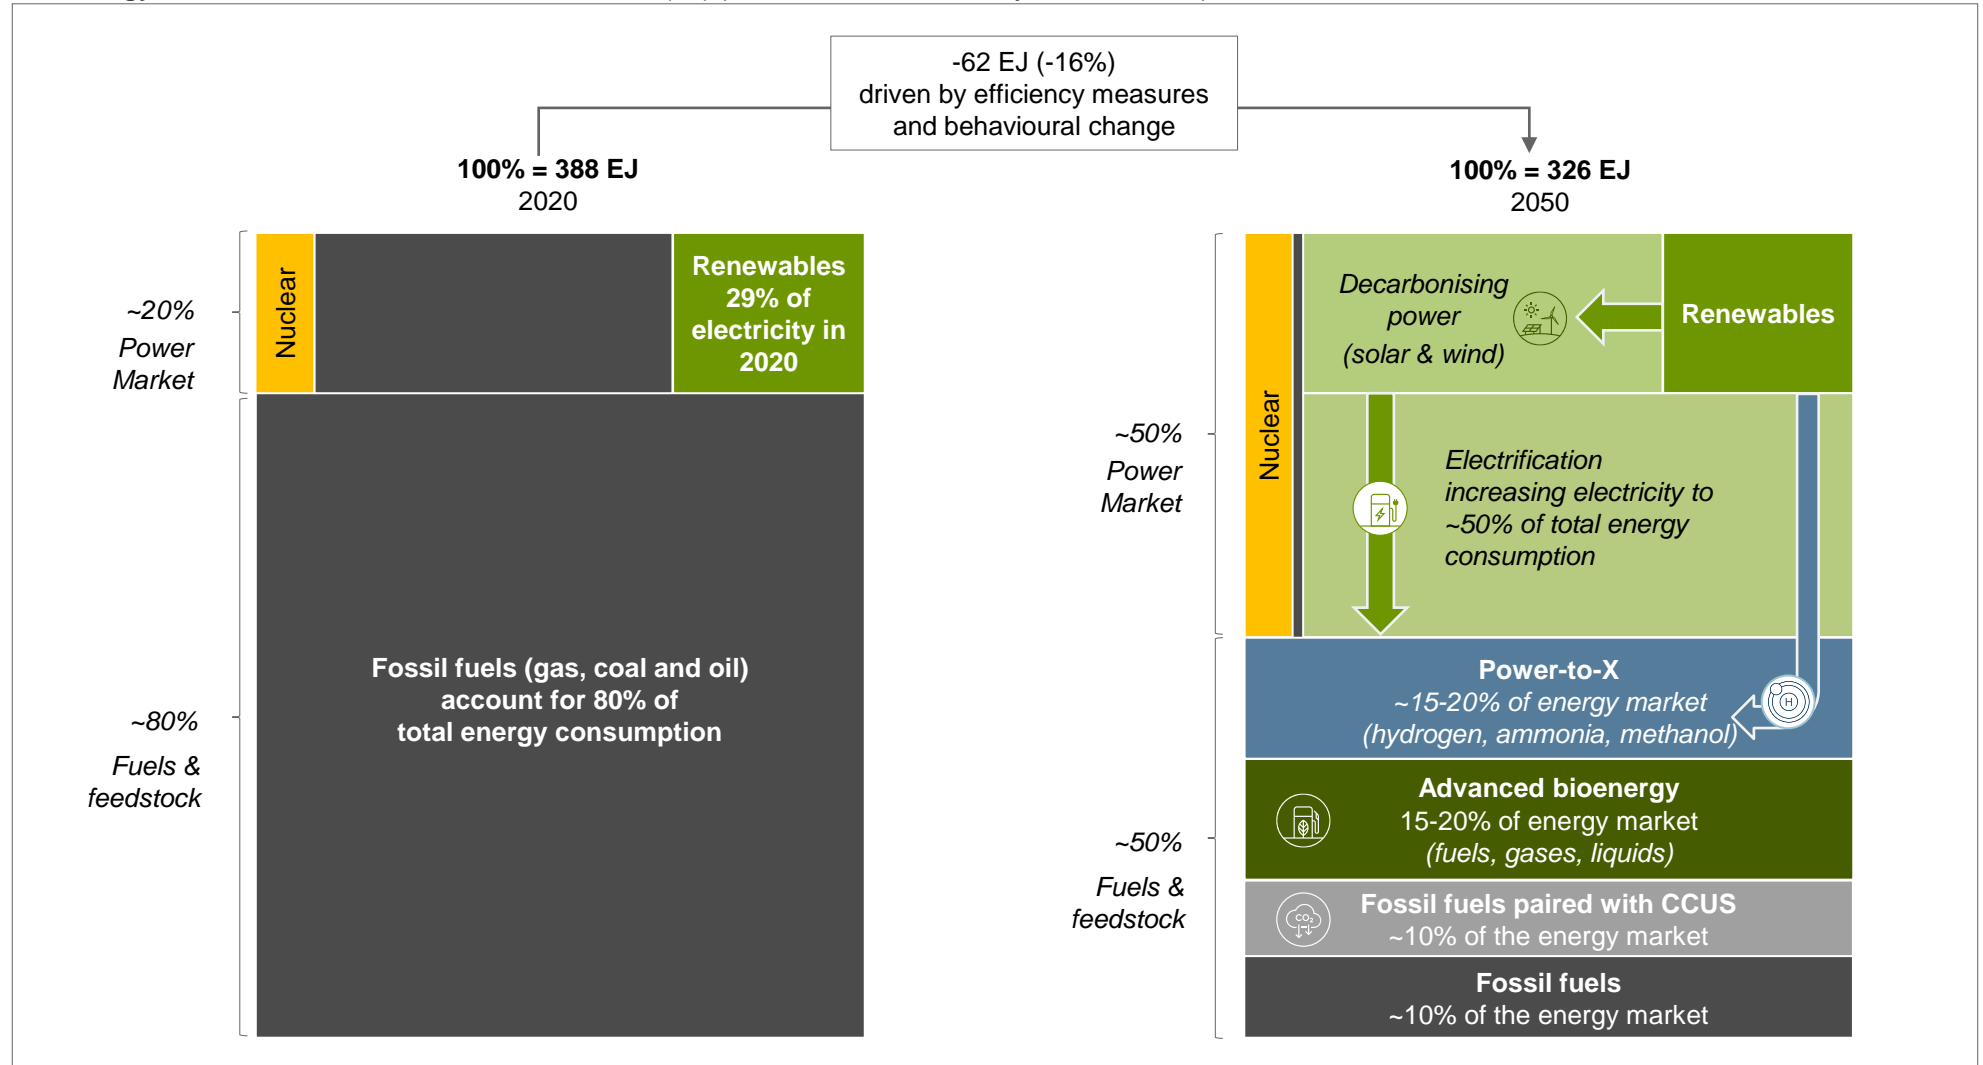 -62 EJ (-16%)
driven by efficiency measures
and behavioural change
100% = 388 EJ
2020
100% = 326 EJ
2050
~20%
Power
Market
Nuclear
Renewables
29% of
electricity in
2020
~80%
Fuels &
feedstock
Fossil fuels (gas, coal and oil)
account for 80% of
total energy consumption
~50%
Power
Market
Nuclear
Decarbonising
power
(solar & wind)
Renewables
Electrification
increasing electricity to
~50% of total energy
consumption
~50%
Fuels &
feedstock
Power-to-X
~15-20% of energy market
(hydrogen, ammonia, methanol)
H
Advanced bioenergy
15-20% of energy market
(fuels, gases, liquids)
CO₂
Fossil fuels paired with CCUS
~10% of the energy market
Fossil fuels
~10% of the energy market